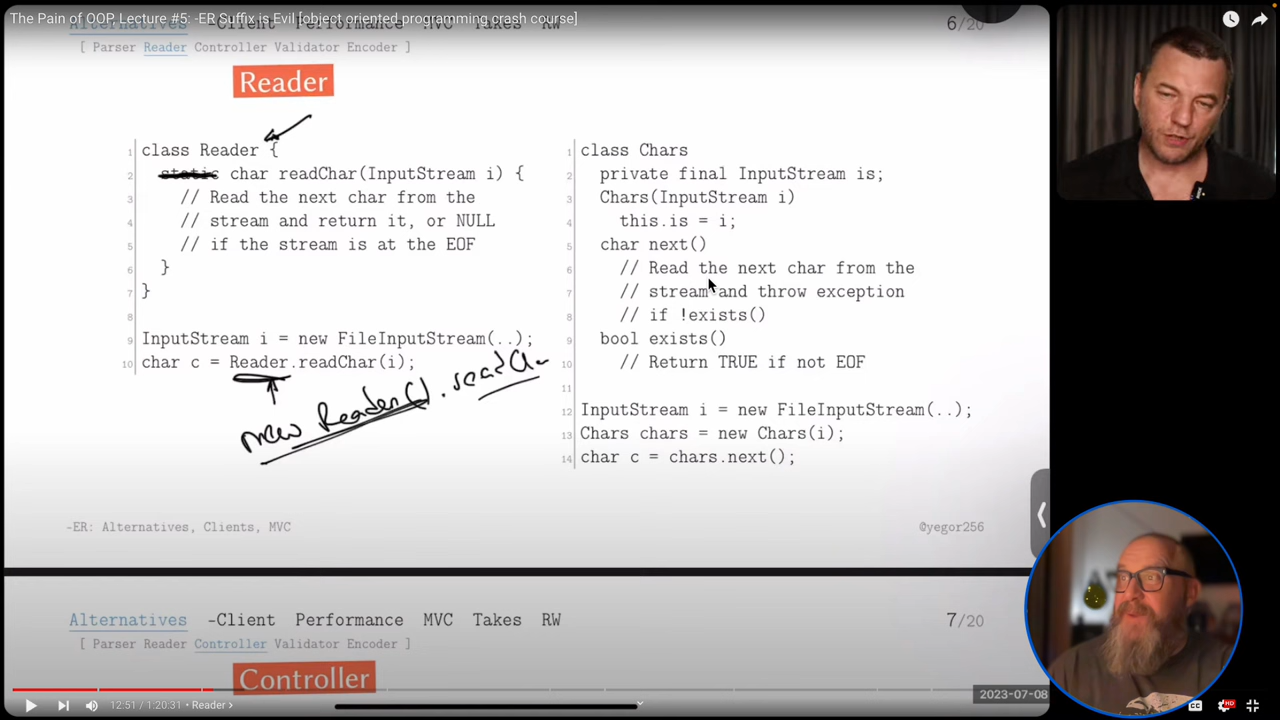 The Pain of OOP, Lecture #5: -ER Suffix is Evil [object oriented programming crash course]
Alternatives -Client Performance MVC Takes RW 6/20
[ Parser Reader Controller Validator Encoder ]
Reader
1 class Reader {
2 static char readChar(InputStream i) {
3 // Read the next char from the
4 // stream and return it, or NULL
5 // if the stream is at the EOF
6 }
7 }
8
9 InputStream i = new FileInputStream(..);
10 char c = Reader.readChar(i);
new Reader().readCh
1 class Chars
2 private final InputStream is;
3 Chars(InputStream i)
4 this.is = i;
5 char next()
6 // Read the next char from the
7 // stream and throw exception
8 // if !exists()
9 bool exists()
10 // Return TRUE if not EOF
11
12 InputStream i = new FileInputStream(..);
13 Chars chars = new Chars(i);
14 char c = chars.next();
-ER: Alternatives, Clients, MVC @yegor256
Alternatives -Client Performance MVC Takes RW 7/20
[ Parser Reader Controller Validator Encoder ]
Controller
2023-07-08
12:51 / 1:20:31 • Reader ›
CC HD